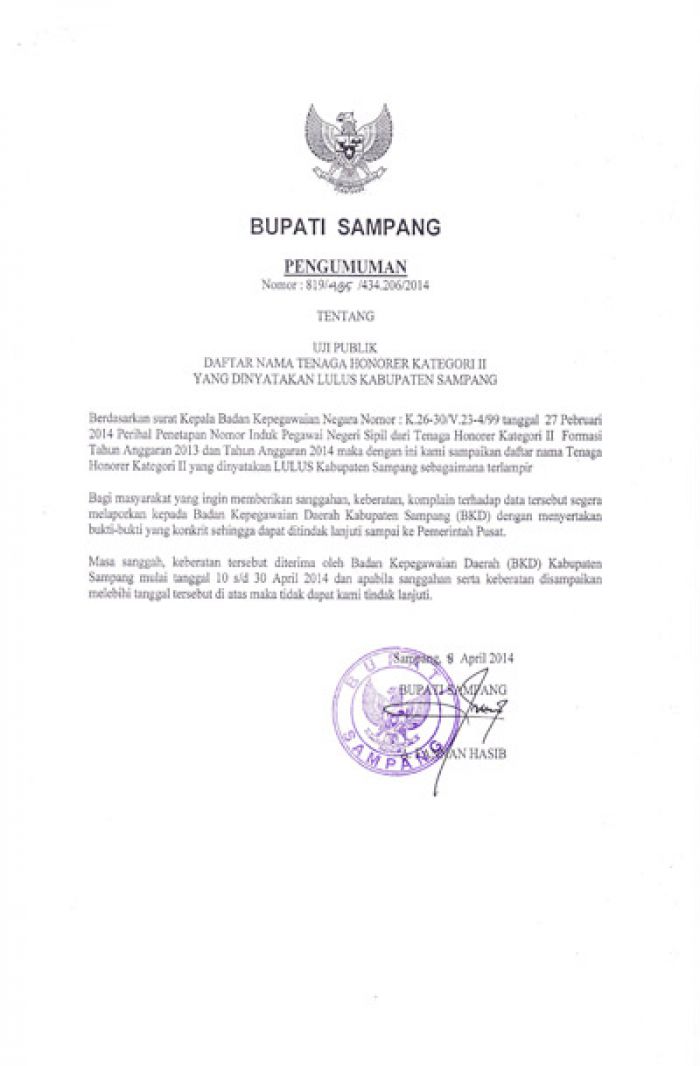 BUPATI SAMPANG
PENGUMUMAN
Nomor : 819/485 /434.206/2014
TENTANG
UJI PUBLIK
DAFTAR NAMA TENAGA HONORER KATEGORI II
YANG DINYATAKAN LULUS KABUPATEN SAMPANG
Berdasarkan surat Kepala Badan Kepegawaian Negara Nomor : K.26-30/V.23-4/99 tanggal 27 Pebruari
2014 Perihal Penetapan Nomor Induk Pegawai Negeri Sipil dari Tenaga Honorer Kategori II Formasi
Tahun Anggaran 2013 dan Tahun Anggaran 2014 maka dengan ini kami sampaikan daftar nama Tenaga
Honorer Kategori II yang dinyatakan LULUS Kabupaten Sampang sebagaimana terlampir
Bagi masyarakat yang ingin memberikan sanggahan, keberatan, komplain terhadap data tersebut segera
melaporkan kepada Badan Kepegawaian Daerah Kabupaten Sampang (BKD) dengan menyertakan
bukti-bukti yang konkrit sehingga dapat ditindak lanjuti sampai ke Pemerintah Pusat.
Masa sanggah, keberatan tersebut diterima oleh Badan Kepegawaian Daerah (BKD) Kabupaten
Sampang mulai tanggal 10 s/d 30 April 2014 dan apabila sanggahan serta keberatan disampaikan
melebihi tanggal tersebut di atas maka tidak dapat kami tindak lanjuti.
Sampang, 8 April 2014
BUPATI SAMPANG
HASIB
BUPAT
SAMPANG